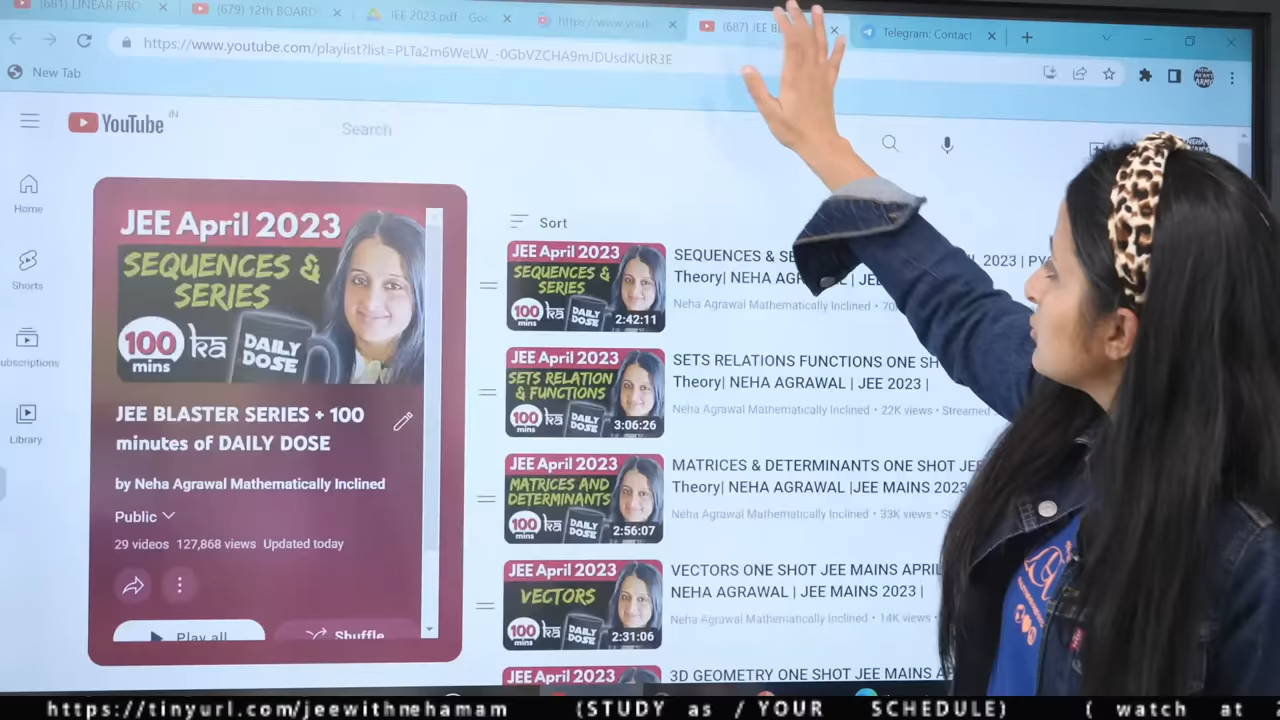 (681) LINEAR PRO
(679) 12th BOARD
JEE 2023.pdf - Goo
https://www.yout
(687) JEE BL
Telegram: Contact
https://www.youtube.com/playlist?list=PLTa2m6WeLW_-0GbVZCHA9mJDUsdKUtR3E
New Tab
YouTube IN
Search
Home
Shorts
ubscriptions
Library
JEE April 2023
SEQUENCES &
SERIES
100 mins ka DAILY DOSE
JEE BLASTER SERIES + 100
minutes of DAILY DOSE
by Neha Agrawal Mathematically Inclined
Public
29 videos 127,868 views Updated today
Play all
Shuffle
Sort
JEE April 2023
SEQUENCES &
SERIES
100 mins ka DAILY DOSE
2:42:11
SEQUENCES & SE
2023 | PYQ
Theory| NEHA AGR
Neha Agrawal Mathematically Inclined •
JEE April 2023
SETS RELATION
& FUNCTIONS
100 mins ka DAILY DOSE
3:06:26
SETS RELATIONS FUNCTIONS ONE SH
Theory| NEHA AGRAWAL | JEE 2023 |
Neha Agrawal Mathematically Inclined • 22K views • Streamed
JEE April 2023
MATRICES AND
DETERMINANTS
100 mins ka DAILY DOSE
2:56:07
MATRICES & DETERMINANTS ONE SHOT JEE
Theory| NEHA AGRAWAL |JEE MAINS 2023
Neha Agrawal Mathematically Inclined • 33K views • St
JEE April 2023
VECTORS
100 mins ka DAILY DOSE
2:31:06
VECTORS ONE SHOT JEE MAINS APRIL
NEHA AGRAWAL | JEE MAINS 2023 |
Neha Agrawal Mathematically Inclined • 14K views •
JEE April 2023
3D GEOMETRY ONE SHOT JEE MAINS A
https://tinyurl.com/jeewithnehamam (STUDY as / YOUR SCHEDULE) ( watch at